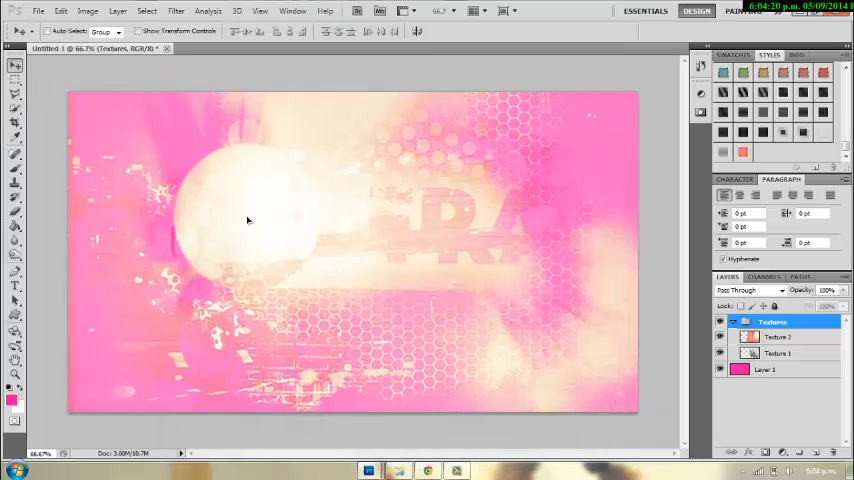 6:04:20 p.m. 05/09/2014
Ps File Edit Image Layer Select Filter Analysis 3D View Window Help Br Mb 66.7 ESSENTIALS DESIGN PAINTING
Auto-Select: Group Show Transform Controls
Untitled-1 @ 66.7% (Textures, RGB/8) *
SWATCHES STYLES INFO
CHARACTER PARAGRAPH
0 pt 0 pt
0 pt
0 pt 0 pt
Hyphenate
LAYERS CHANNELS PATHS
Pass Through Opacity: 100%
Lock: Fill: 100%
Textures
Texture 2
Texture 1
Layer 1
66.67% Doc: 3.00M/10.7M
6:04 p.m.